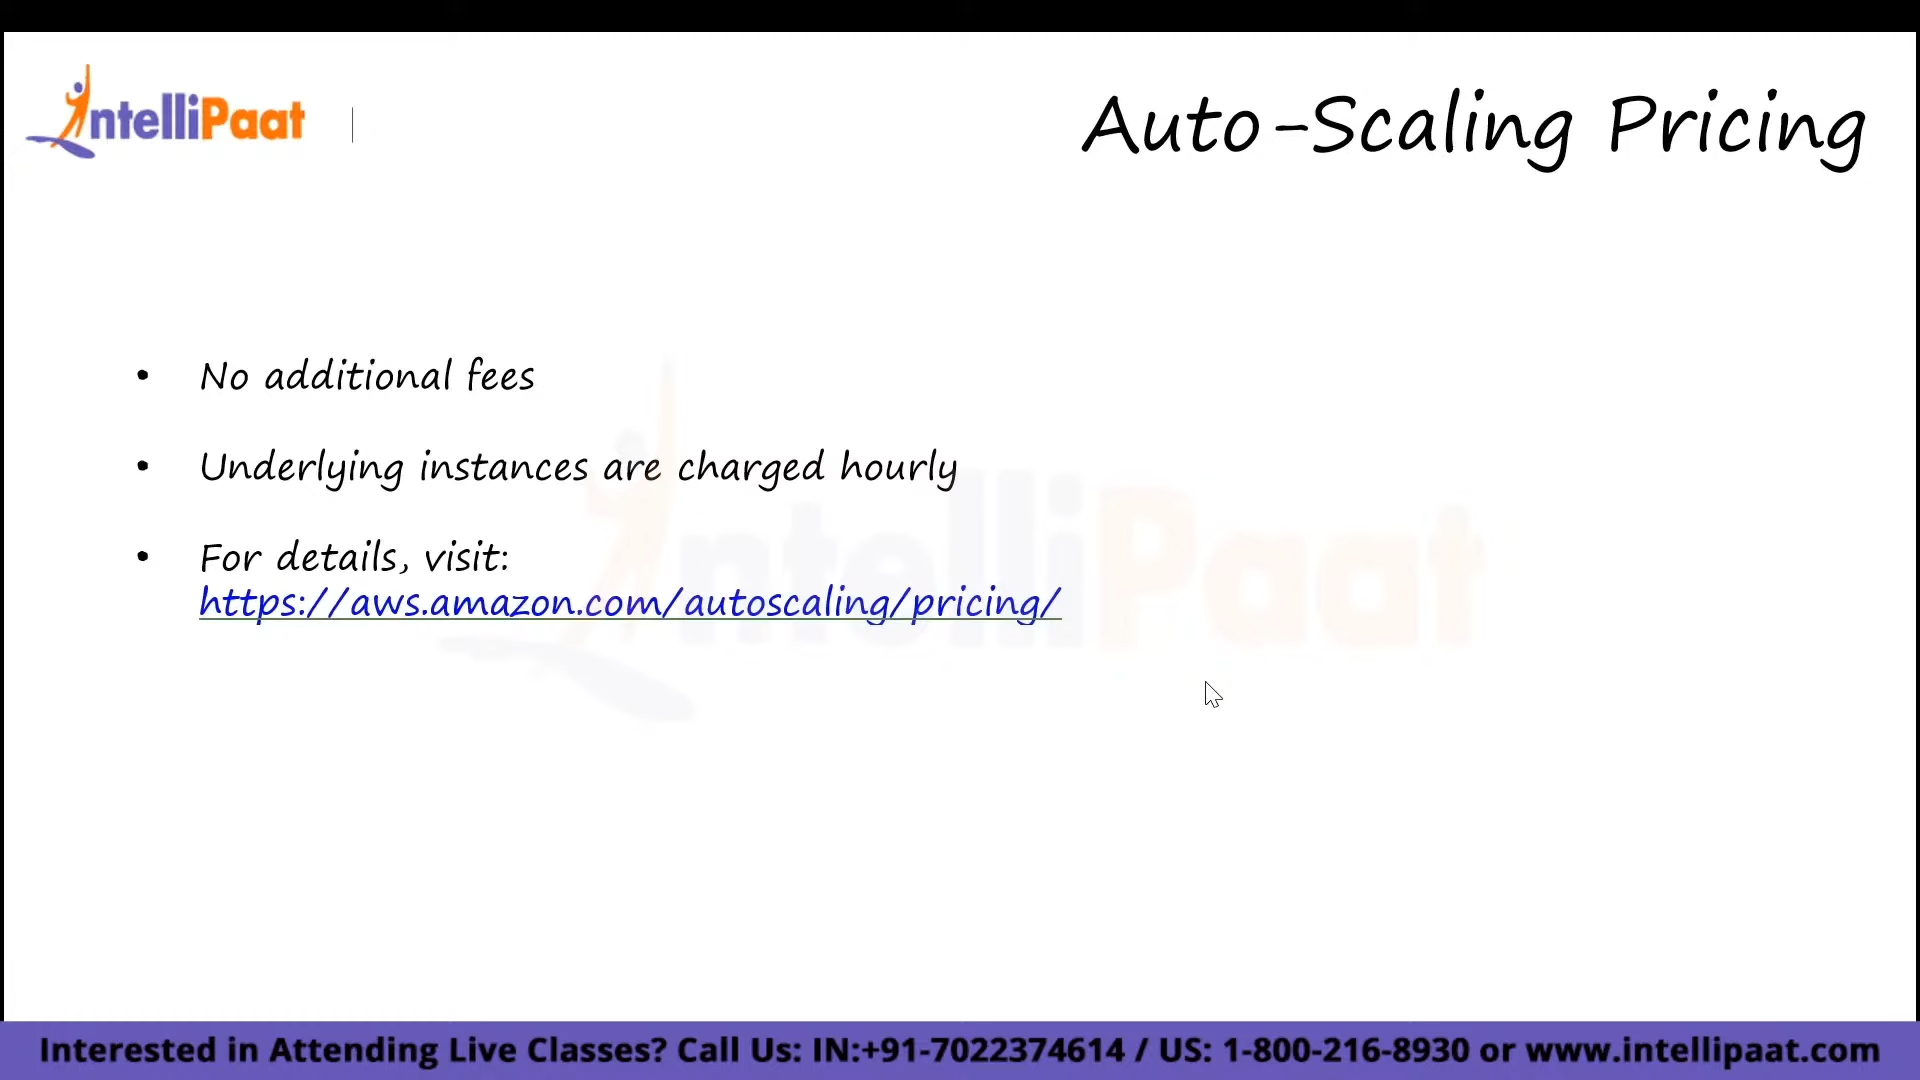 IntelliPaat
Auto-Scaling Pricing
• No additional fees
• Underlying instances are charged hourly
• For details, visit:
https://aws.amazon.com/autoscaling/pricing/
IntelliPaat
Interested in Attending Live Classes? Call Us: IN:+91-7022374614 / US: 1-800-216-8930 or www.intellipaat.com